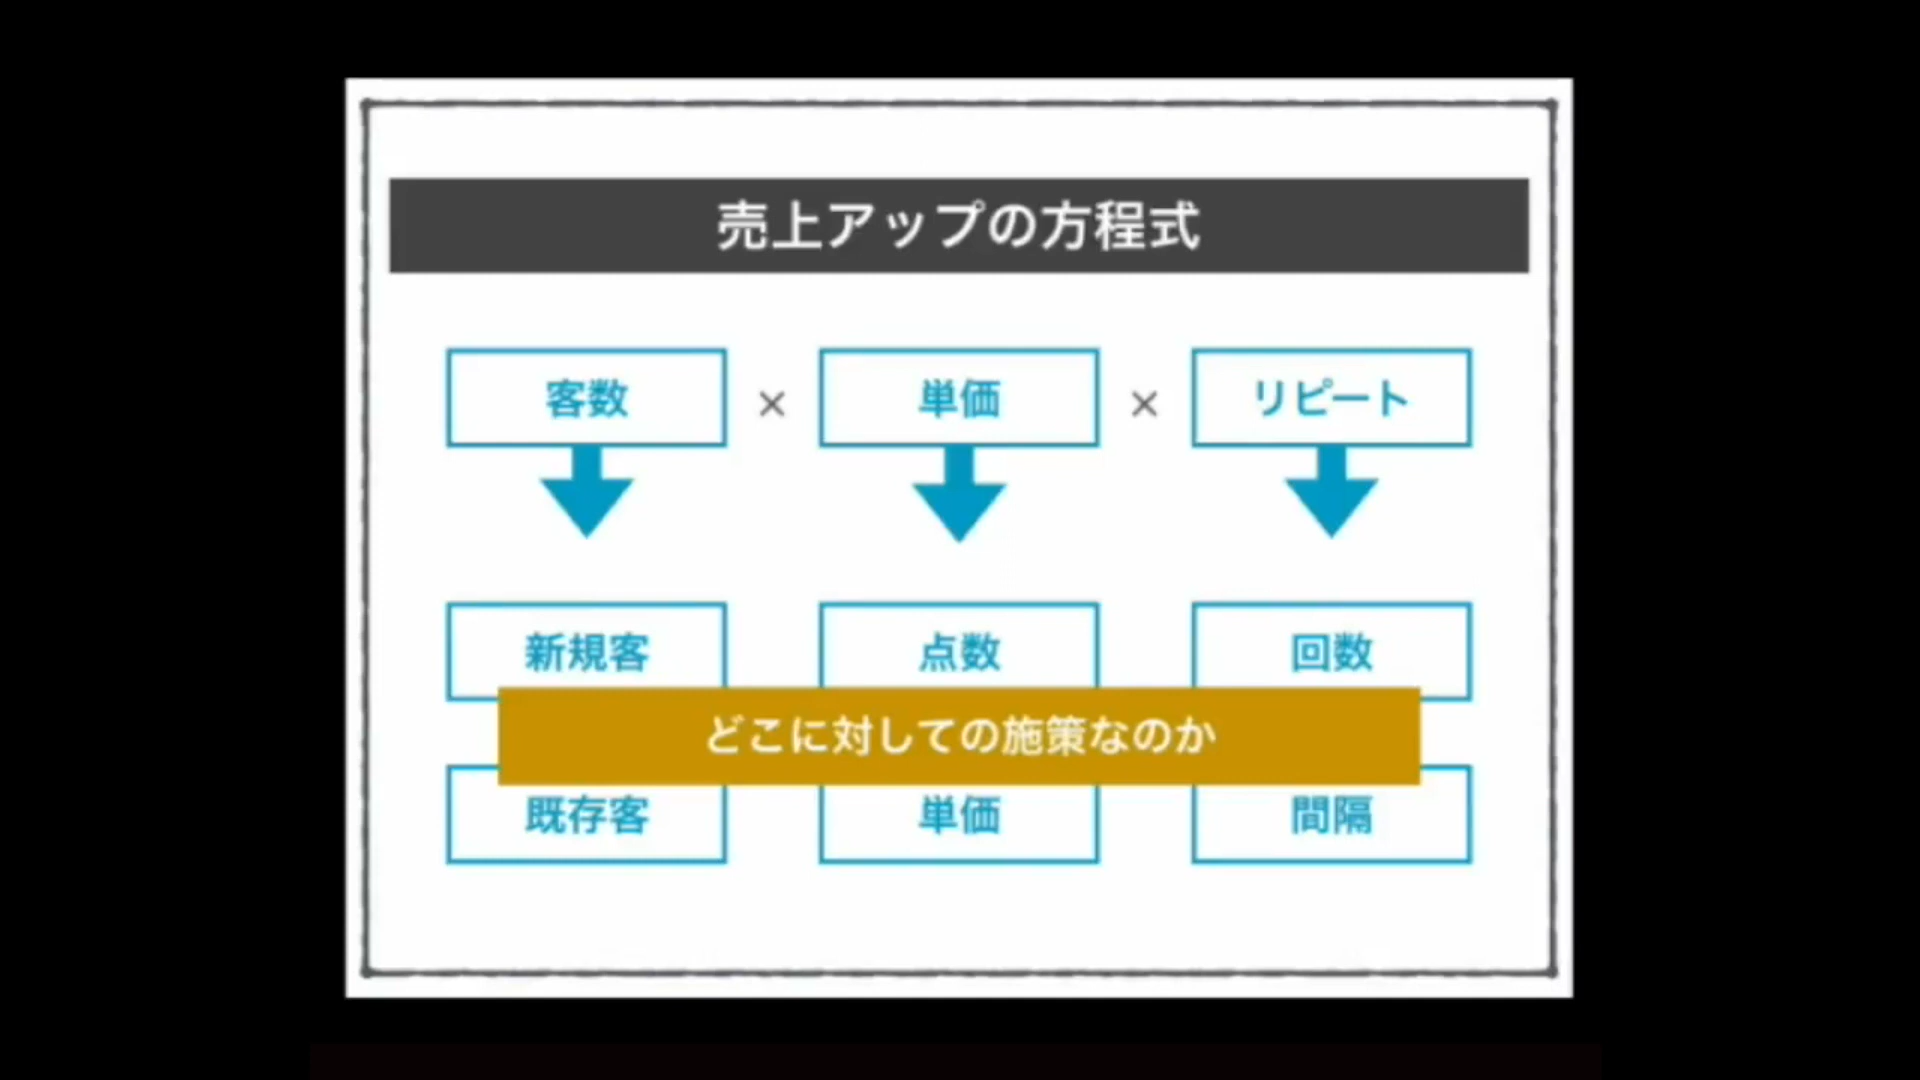 売上アップの方程式
客数 × 単価 × リピート
新規客 点数 回数
どこに対しての施策なのか
既存客 単価 間隔